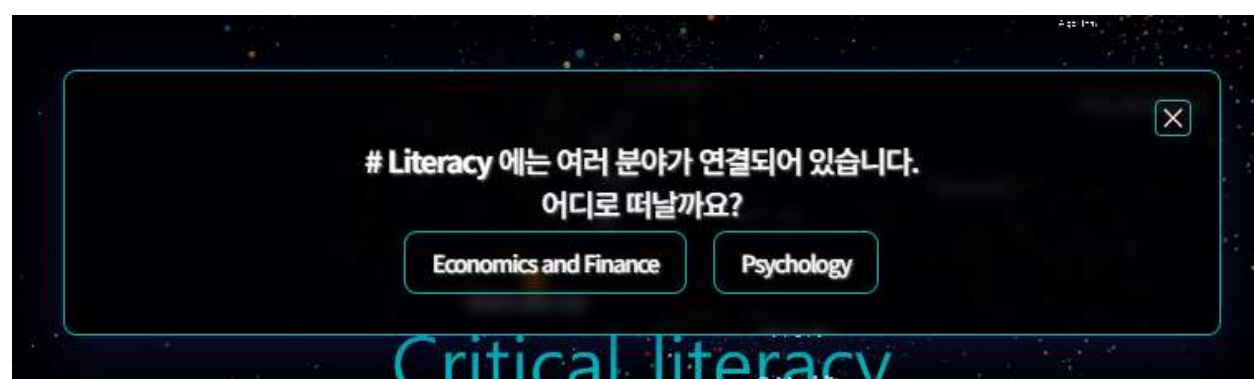 # Literacy 에는 여러 분야가 연결되어 있습니다.
어디로 떠날까요?
Economics and Finance
Psychology
Critical literacy